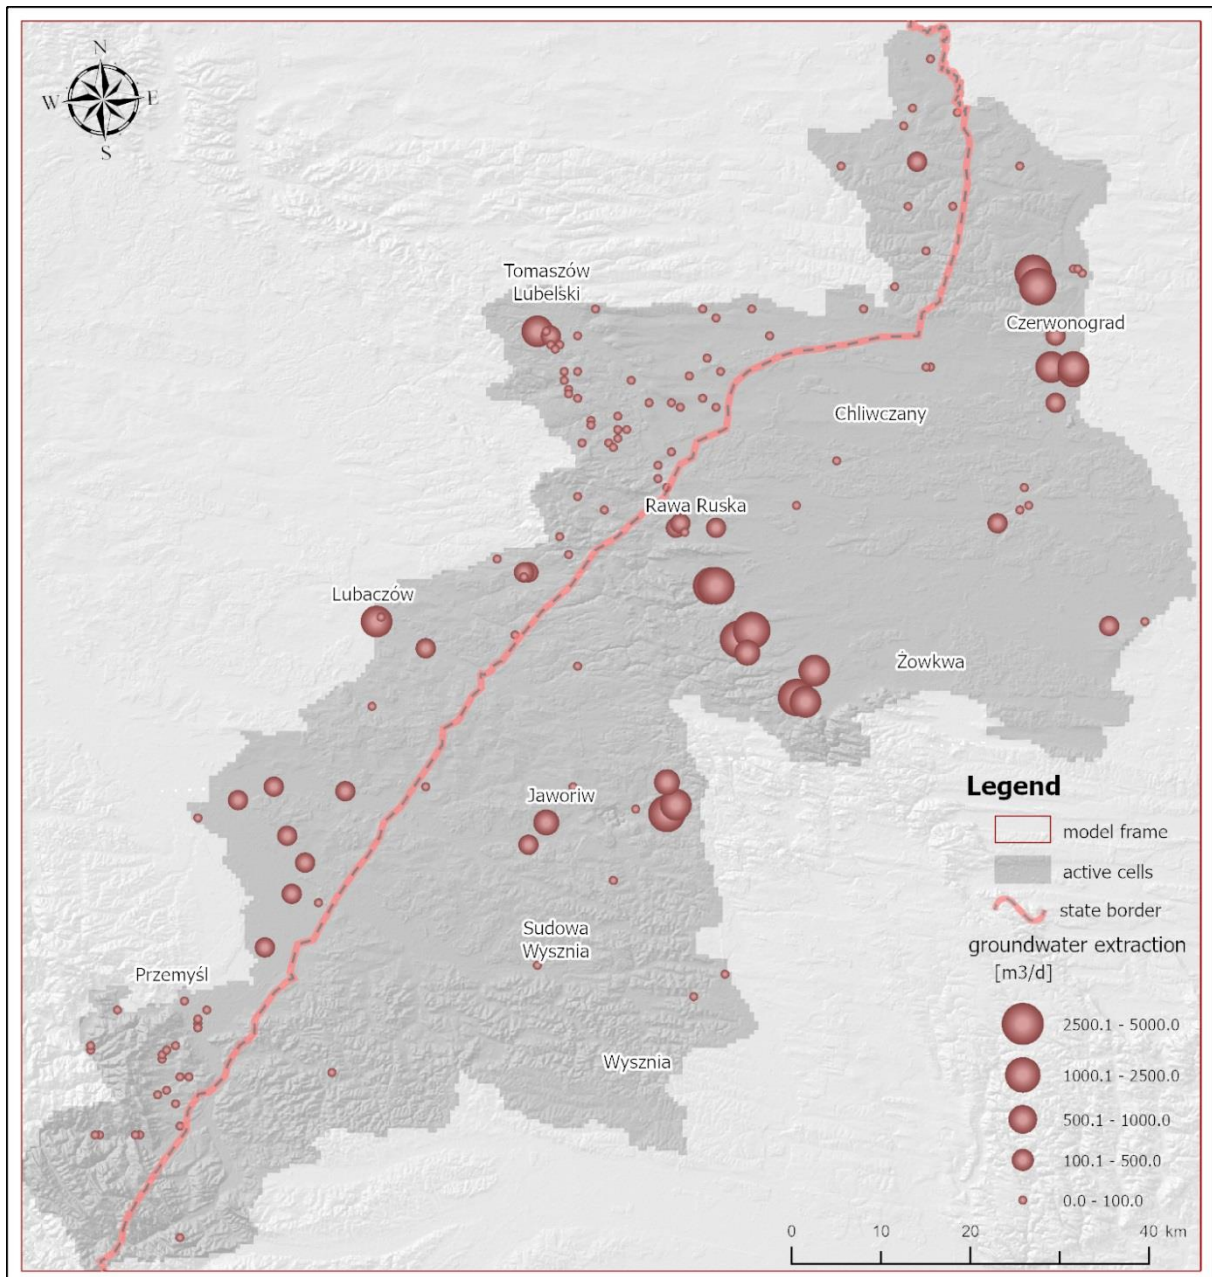 N
W
E
S
Tomaszów
Lubelski
Czerwonograd
Chliwczany
Rawa Ruska
Lubaczów
Żowkwa
Jaworiw
Sudowa
Wysznia
Przemyśl
Wysznia
Legend
model frame
active cells
state border
groundwater extraction
[m3/d]
2500.1 - 5000.0
1000.1 - 2500.0
500.1 - 1000.0
100.1 - 500.0
0.0 - 100.0
0 10 20 40 km